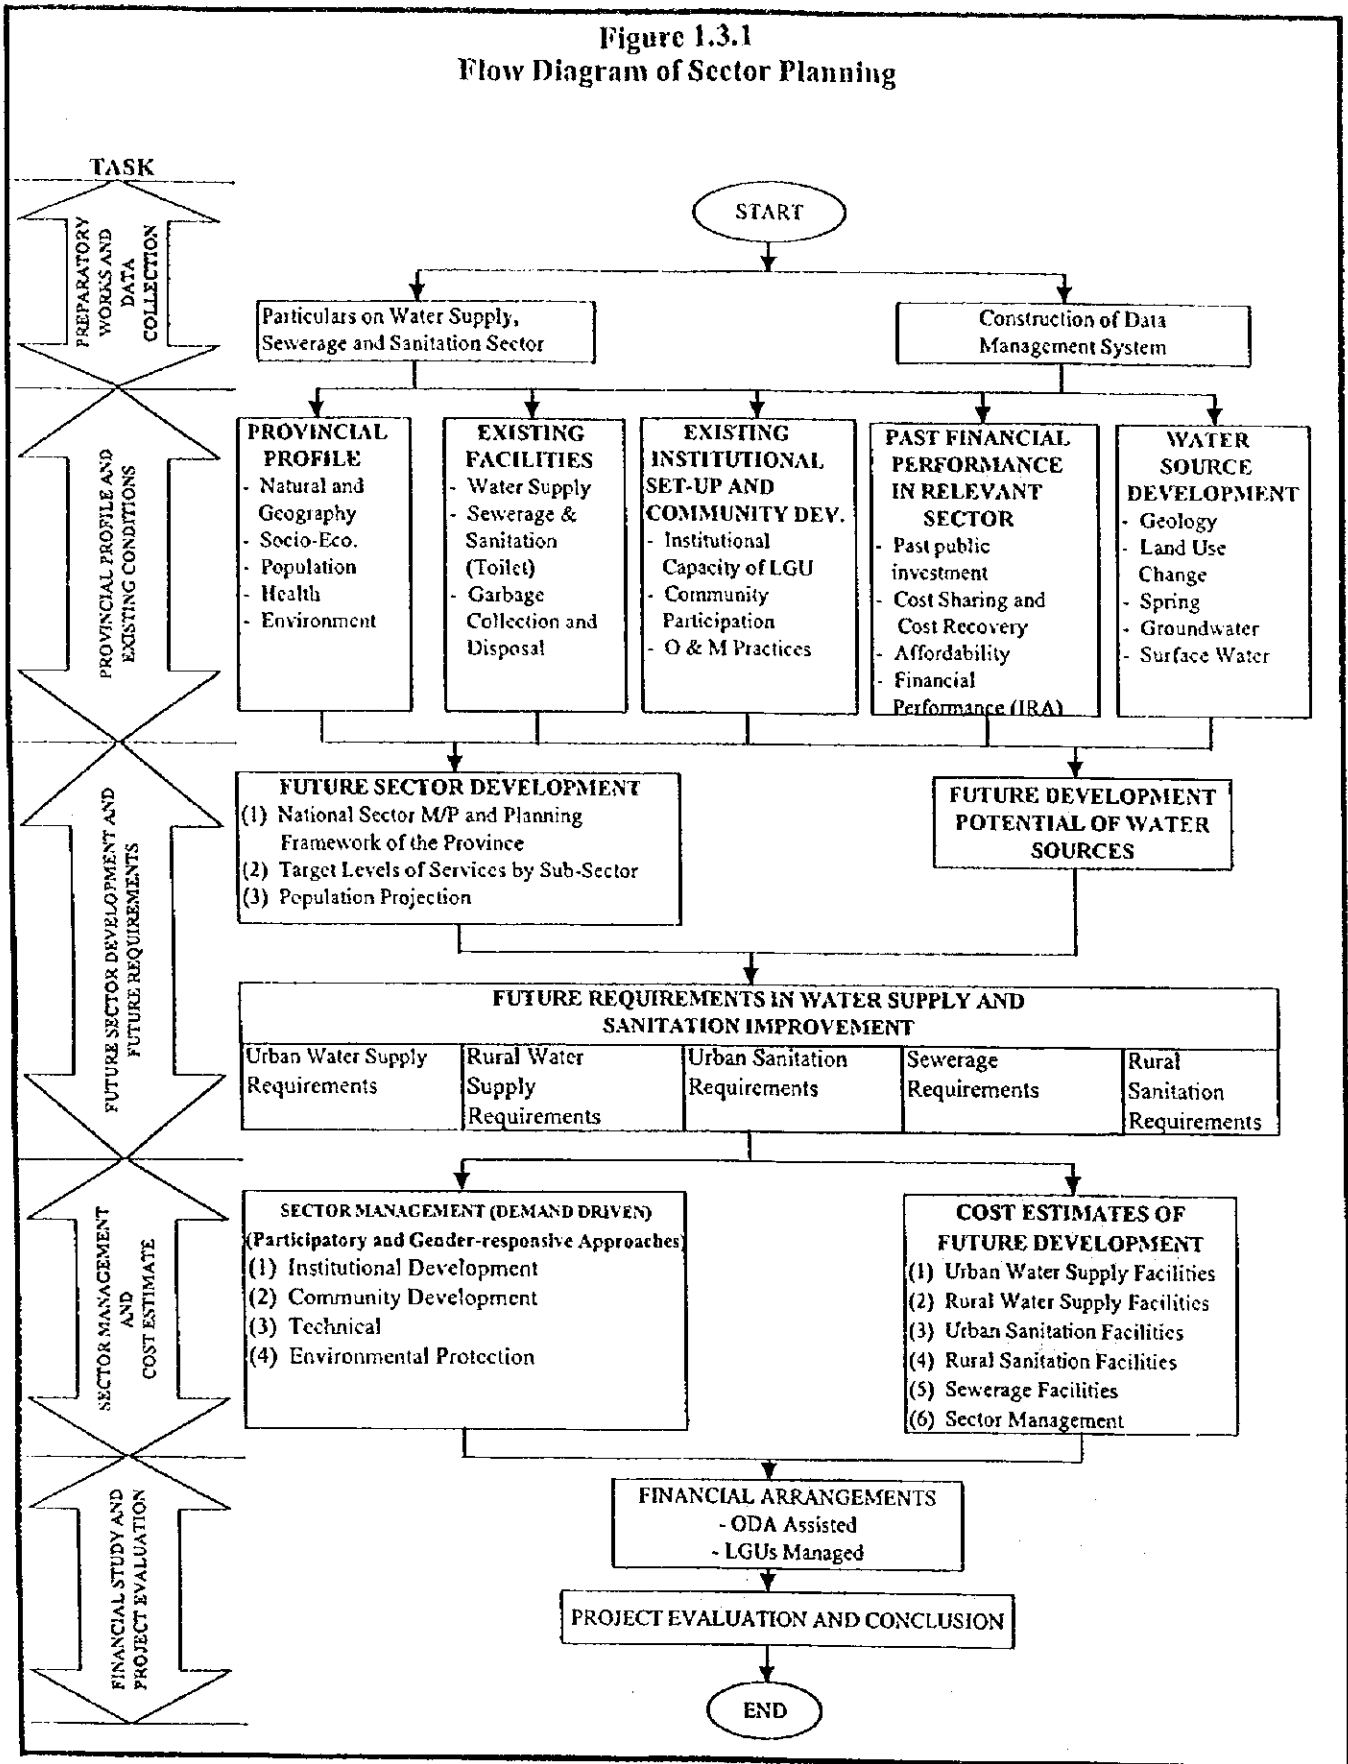 Figure 1.3.1
Flow Diagram of Sector Planning
TASK
PREPARATORY
WORKS AND
DATA
COLLECTION
START
Particulars on Water Supply,
Sewerage and Sanitation Sector
Construction of Data
Management System
PROVINCIAL PROFILE AND
EXISTING CONDITIONS
PROVINCIAL
PROFILE
- Natural and
Geography
- Socio-Eco.
- Population
- Health
- Environment
EXISTING
FACILITIES
- Water Supply
- Sewerage &
Sanitation
(Toilet)
- Garbage
Collection and
Disposal
EXISTING
INSTITUTIONAL
SET-UP AND
COMMUNITY DEV.
- Institutional
Capacity of LGU
- Community
Participation
- O & M Practices
PAST FINANCIAL
PERFORMANCE
IN RELEVANT
SECTOR
- Past public
investment
- Cost Sharing and
Cost Recovery
- Affordability
- Financial
Performance (IRA)
WATER
SOURCE
DEVELOPMENT
- Geology
- Land Use
Change
- Spring
- Groundwater
- Surface Water
FUTURE SECTOR DEVELOPMENT AND
FUTURE REQUIREMENTS
FUTURE SECTOR DEVELOPMENT
(1) National Sector M/P and Planning
Framework of the Province
(2) Target Levels of Services by Sub-Sector
(3) Population Projection
FUTURE DEVELOPMENT
POTENTIAL OF WATER
SOURCES
FUTURE REQUIREMENTS IN WATER SUPPLY AND
SANITATION IMPROVEMENT
Urban Water Supply
Requirements
Rural Water
Supply
Requirements
Urban Sanitation
Requirements
Sewerage
Requirements
Rural
Sanitation
Requirements
SECTOR MANAGEMENT
AND
COST ESTIMATE
SECTOR MANAGEMENT (DEMAND DRIVEN)
(Participatory and Gender-responsive Approaches)
(1) Institutional Development
(2) Community Development
(3) Technical
(4) Environmental Protection
COST ESTIMATES OF
FUTURE DEVELOPMENT
(1) Urban Water Supply Facilities
(2) Rural Water Supply Facilities
(3) Urban Sanitation Facilities
(4) Rural Sanitation Facilities
(5) Sewerage Facilities
(6) Sector Management
FINANCIAL STUDY AND
PROJECT EVALUATION
FINANCIAL ARRANGEMENTS
- ODA Assisted
- LGUs Managed
PROJECT EVALUATION AND CONCLUSION
END